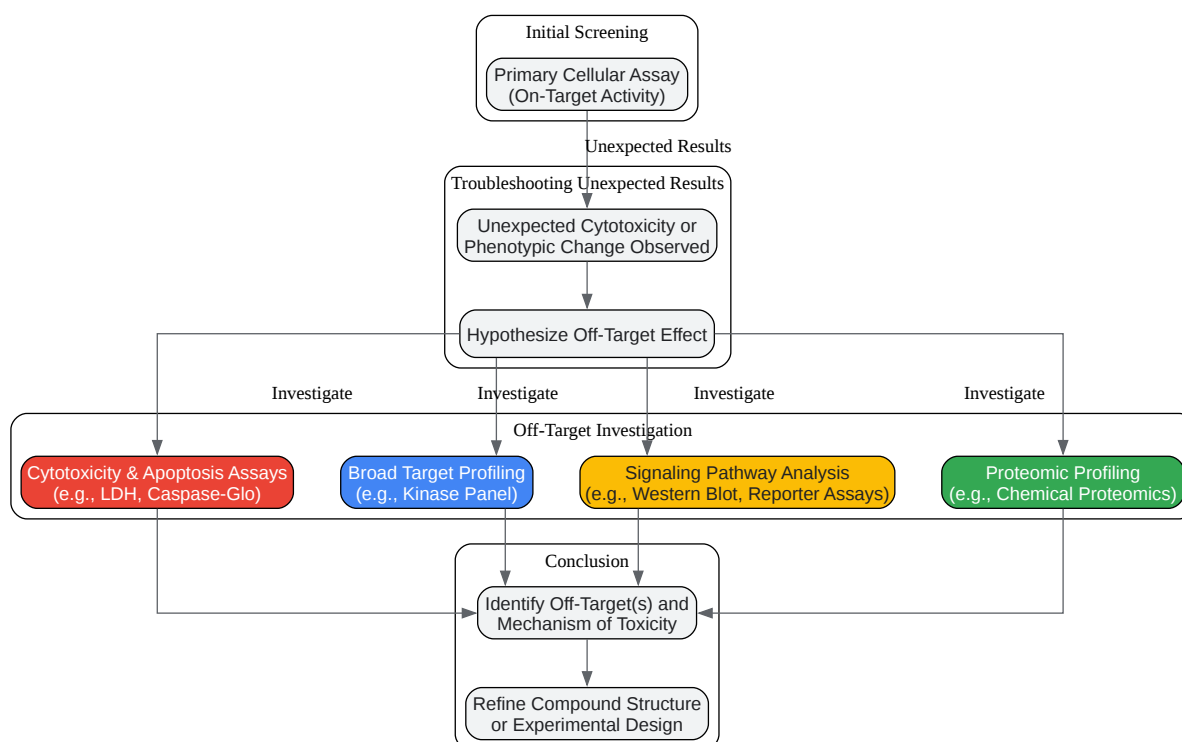 Initial Screening
Primary Cellular Assay
(On-Target Activity)
Unexpected Results
Troubleshooting Unexpected Results
Unexpected Cytotoxicity or
Phenotypic Change Observed
Hypothesize Off-Target Effect
Investigate
Investigate
Investigate
Investigate
Off-Target Investigation
Cytotoxicity & Apoptosis Assays
(e.g., LDH, Caspase-Glo)
Broad Target Profiling
(e.g., Kinase Panel)
Signaling Pathway Analysis
(e.g., Western Blot, Reporter Assays)
Proteomic Profiling
(e.g., Chemical Proteomics)
Conclusion
Identify Off-Target(s) and
Mechanism of Toxicity
Refine Compound Structure
or Experimental Design